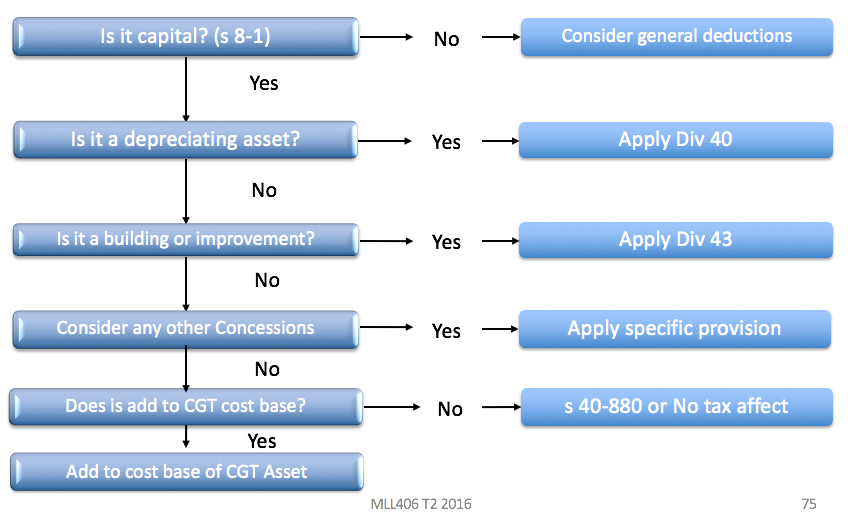 Is it capital? (s 8-1)
No
Consider general deductions
Yes
Is it a depreciating asset?
Yes
Apply Div 40
No
Is it a building or improvement?
Yes
Apply Div 43
No
Consider any other Concessions
Yes
Apply specific provision
No
Does is add to CGT cost base?
No
s 40-880 or No tax affect
Yes
Add to cost base of CGT Asset
MLL406 T2 2016
75